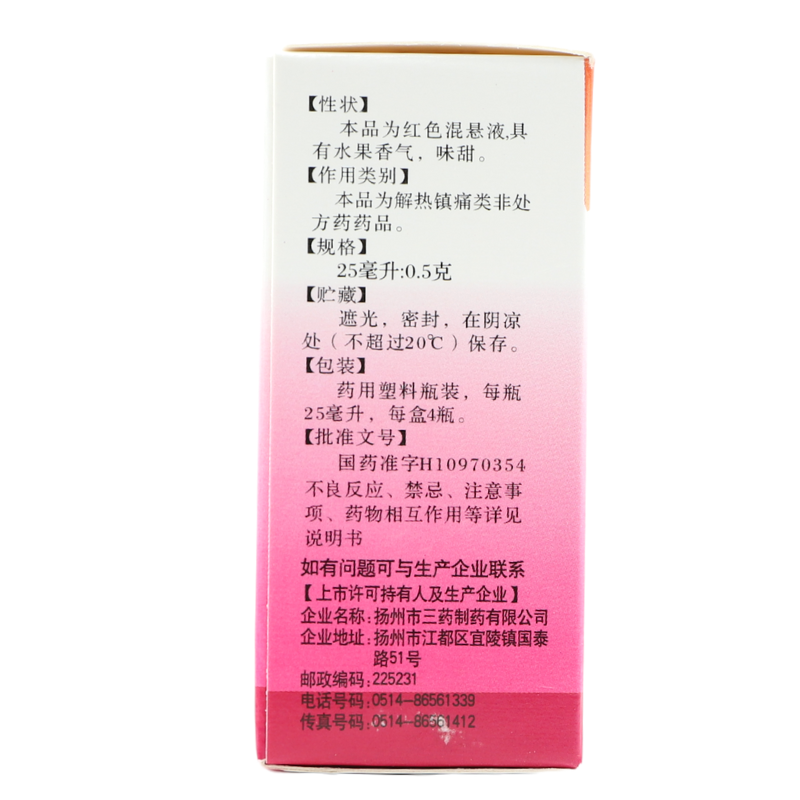 【性状】
本品为红色混悬液,具
有水果香气，味甜。
【作用类别】
本品为解热镇痛类非处
方药药品。
【规格】
25毫升:0.5克
【贮藏】
遮光，密封，在阴凉
处（不超过20℃）保存。
【包装】
药用塑料瓶装，每瓶
25毫升，每盒4瓶。
【批准文号】
国药准字H10970354
不良反应、禁忌、注意事
项、药物相互作用等详见
说明书
如有问题可与生产企业联系
【上市许可持有人及生产企业】
企业名称:扬州市三药制药有限公司
企业地址:扬州市江都区宜陵镇国泰
路51号
邮政编码:225231
电话号码:0514-86561339
传真号码:0514-86561412